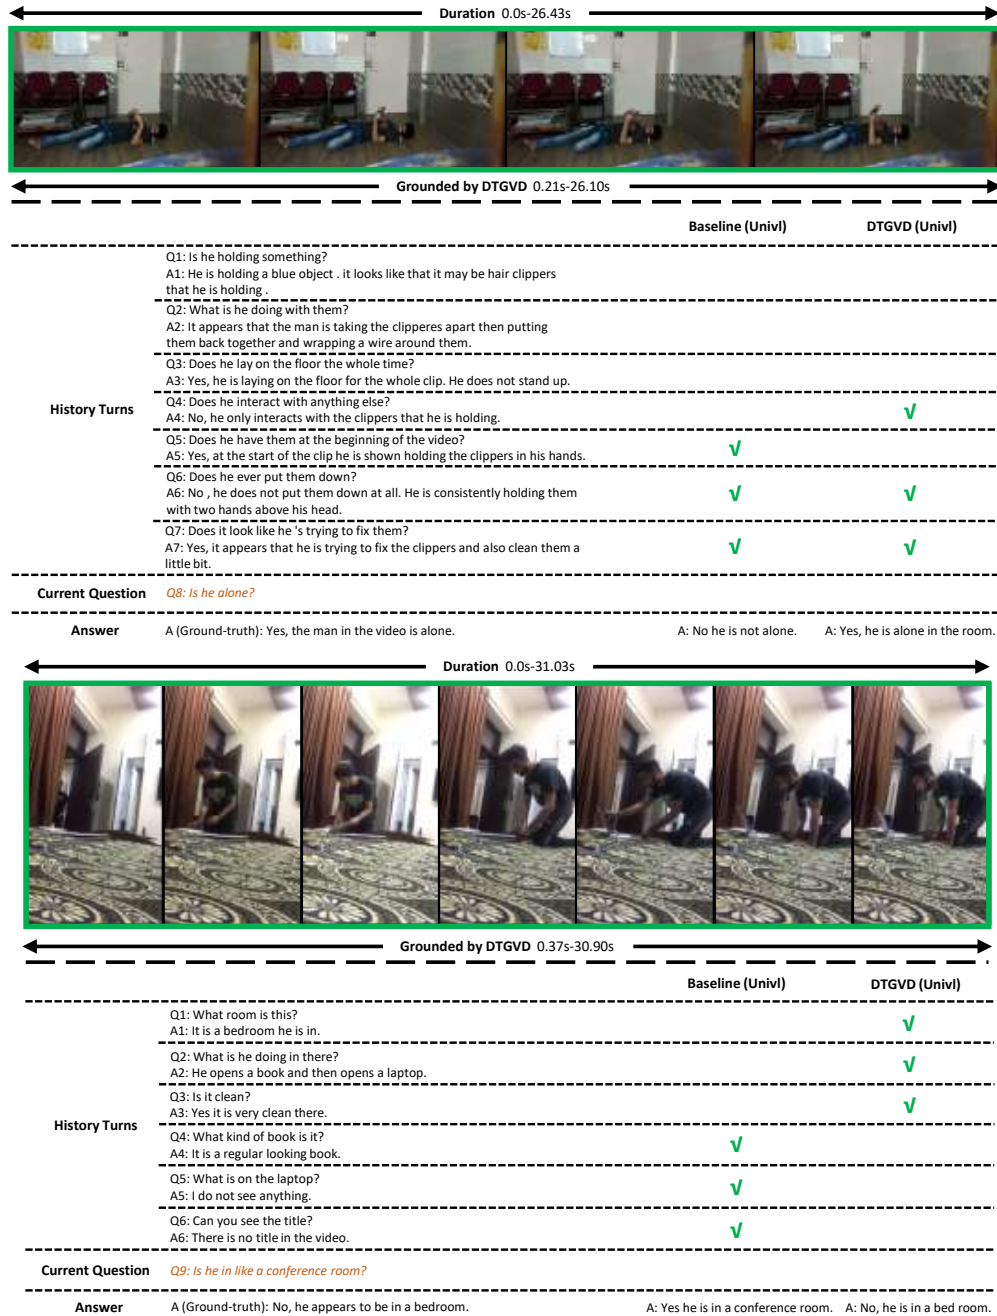 Duration 0.0s-26.43s
Grounded by DTGVD 0.21s-26.10s
Baseline (Univl) DTGVD (Univl)
Q1: Is he holding something?
A1: He is holding a blue object . it looks like that it may be hair clippers
that he is holding .
Q2: What is he doing with them?
A2: It appears that the man is taking the clipperes apart then putting
them back together and wrapping a wire around them.
Q3: Does he lay on the floor the whole time?
A3: Yes, he is laying on the floor for the whole clip. He does not stand up.
History Turns
Q4: Does he interact with anything else?
A4: No, he only interacts with the clippers that he is holding.
√
Q5: Does he have them at the beginning of the video?
A5: Yes, at the start of the clip he is shown holding the clippers in his hands.
√
Q6: Does he ever put them down?
A6: No , he does not put them down at all. He is consistently holding them
with two hands above his head.
√ √
Q7: Does it look like he 's trying to fix them?
A7: Yes, it appears that he is trying to fix the clippers and also clean them a
little bit.
√ √
Current Question Q8: Is he alone?
Answer A (Ground-truth): Yes, the man in the video is alone. A: No he is not alone. A: Yes, he is alone in the room.
Duration 0.0s-31.03s
Grounded by DTGVD 0.37s-30.90s
Baseline (Univl) DTGVD (Univl)
Q1: What room is this?
A1: It is a bedroom he is in.
√
Q2: What is he doing in there?
A2: He opens a book and then opens a laptop.
√
Q3: Is it clean?
A3: Yes it is very clean there.
√
History Turns
Q4: What kind of book is it?
A4: It is a regular looking book.
√
Q5: What is on the laptop?
A5: I do not see anything.
√
Q6: Can you see the title?
A6: There is no title in the video.
√
Current Question Q9: Is he in like a conference room?
Answer A (Ground-truth): No, he appears to be in a bedroom. A: Yes he is in a conference room. A: No, he is in a bed room.